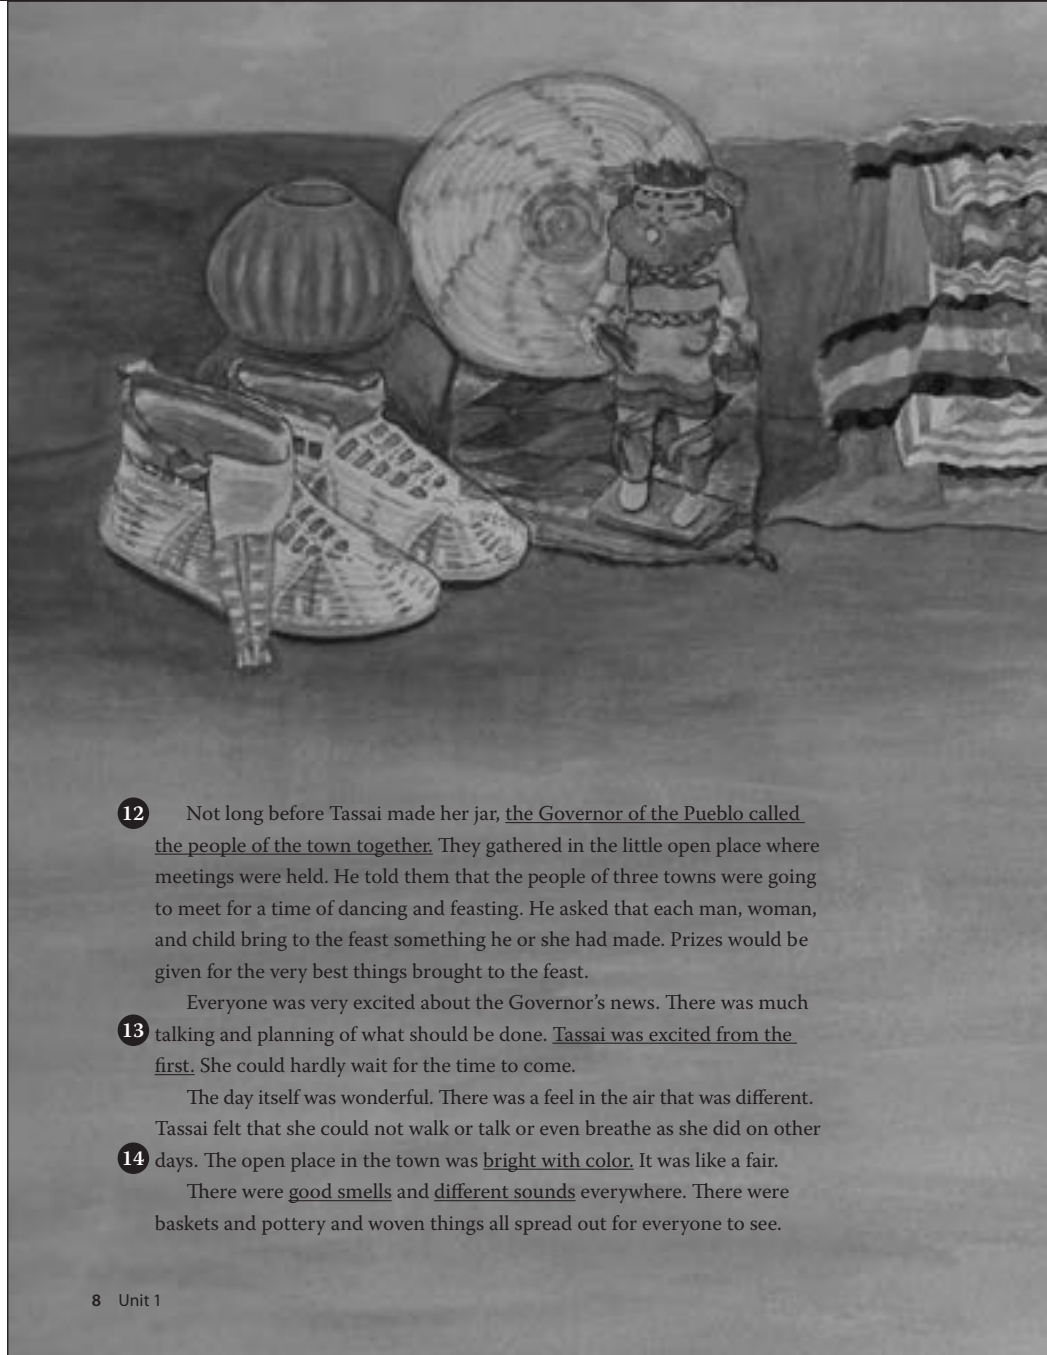 12 Not long before Tassai made her jar, the Governor of the Pueblo called
the people of the town together. They gathered in the little open place where
meetings were held. He told them that the people of three towns were going
to meet for a time of dancing and feasting. He asked that each man, woman,
and child bring to the feast something he or she had made. Prizes would be
given for the very best things brought to the feast.
Everyone was very excited about the Governor’s news. There was much
13 talking and planning of what should be done. Tassai was excited from the
first. She could hardly wait for the time to come.
The day itself was wonderful. There was a feel in the air that was different.
Tassai felt that she could not walk or talk or even breathe as she did on other
14 days. The open place in the town was bright with color. It was like a fair.
There were good smells and different sounds everywhere. There were
baskets and pottery and woven things all spread out for everyone to see.
8 Unit 1